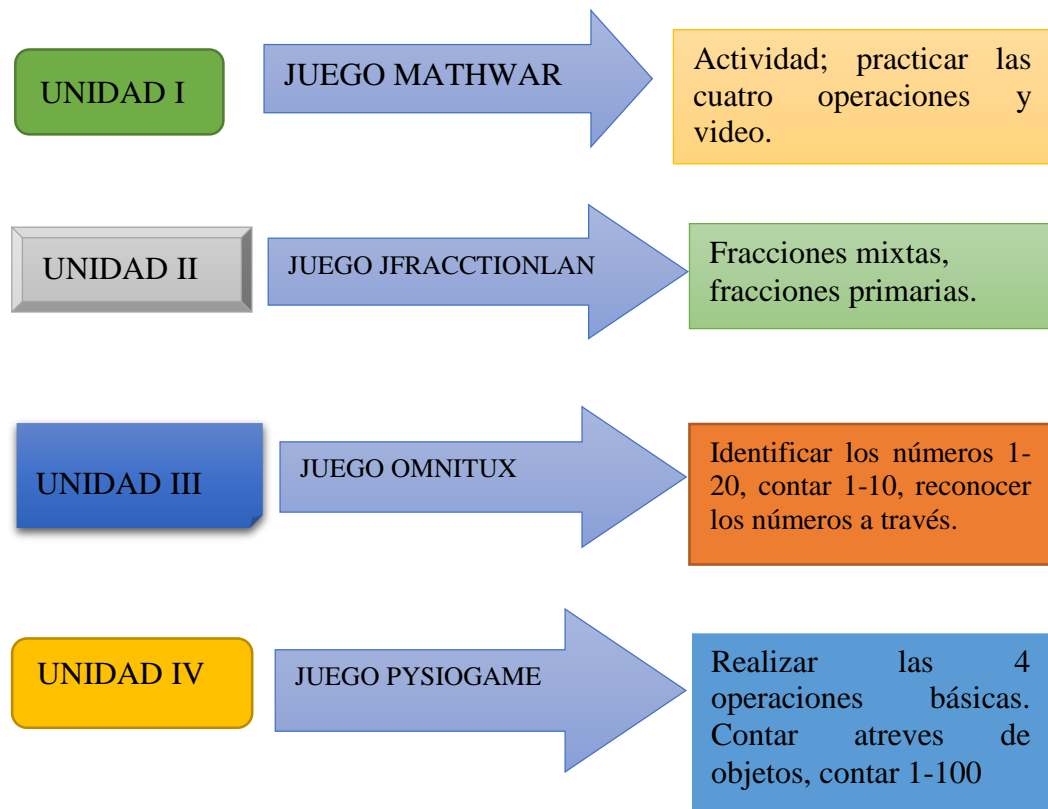 UNIDAD I
JUEGO MATHWAR
Actividad; practicar las
cuatro operaciones y
video.
UNIDAD II
JUEGO JFRACCTIONLAN
Fracciones mixtas,
fracciones primarias.
UNIDAD III
JUEGO OMNITUX
Identificar los números 1-
20, contar 1-10, reconocer
los números a través.
UNIDAD IV
JUEGO PYSIOGAME
Realizar las 4
operaciones básicas.
Contar atreves de
objetos, contar 1-100